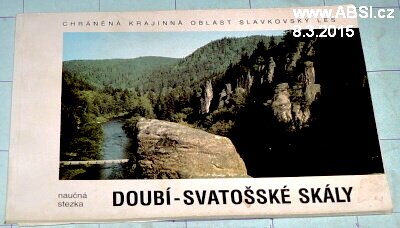 CHRÁNĚNÁ KRAJINNÁ OBLAST SLAVKOVSKÝ LES
www.ABSI.cz
8.3.2015
naučná
stezka
DOUBÍ-SVATOŠSKÉ SKÁLY